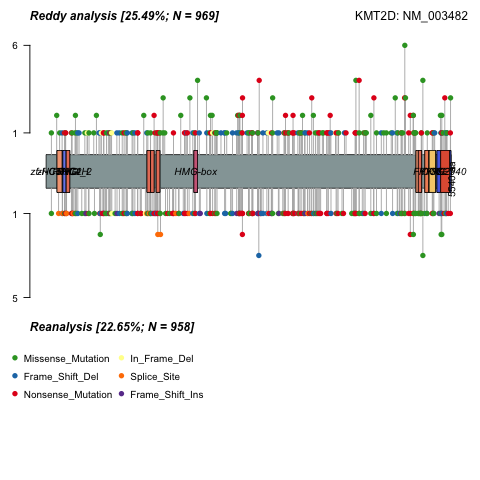 Reddy analysis [25.49%; N = 969]
KMT2D: NM_003482
6
1
HMG-box
1
5
Reanalysis [22.65%; N = 958]
Missense_Mutation
In_Frame_Del
Frame_Shift_Del
Splice_Site
Nonsense_Mutation
Frame_Shift_Ins